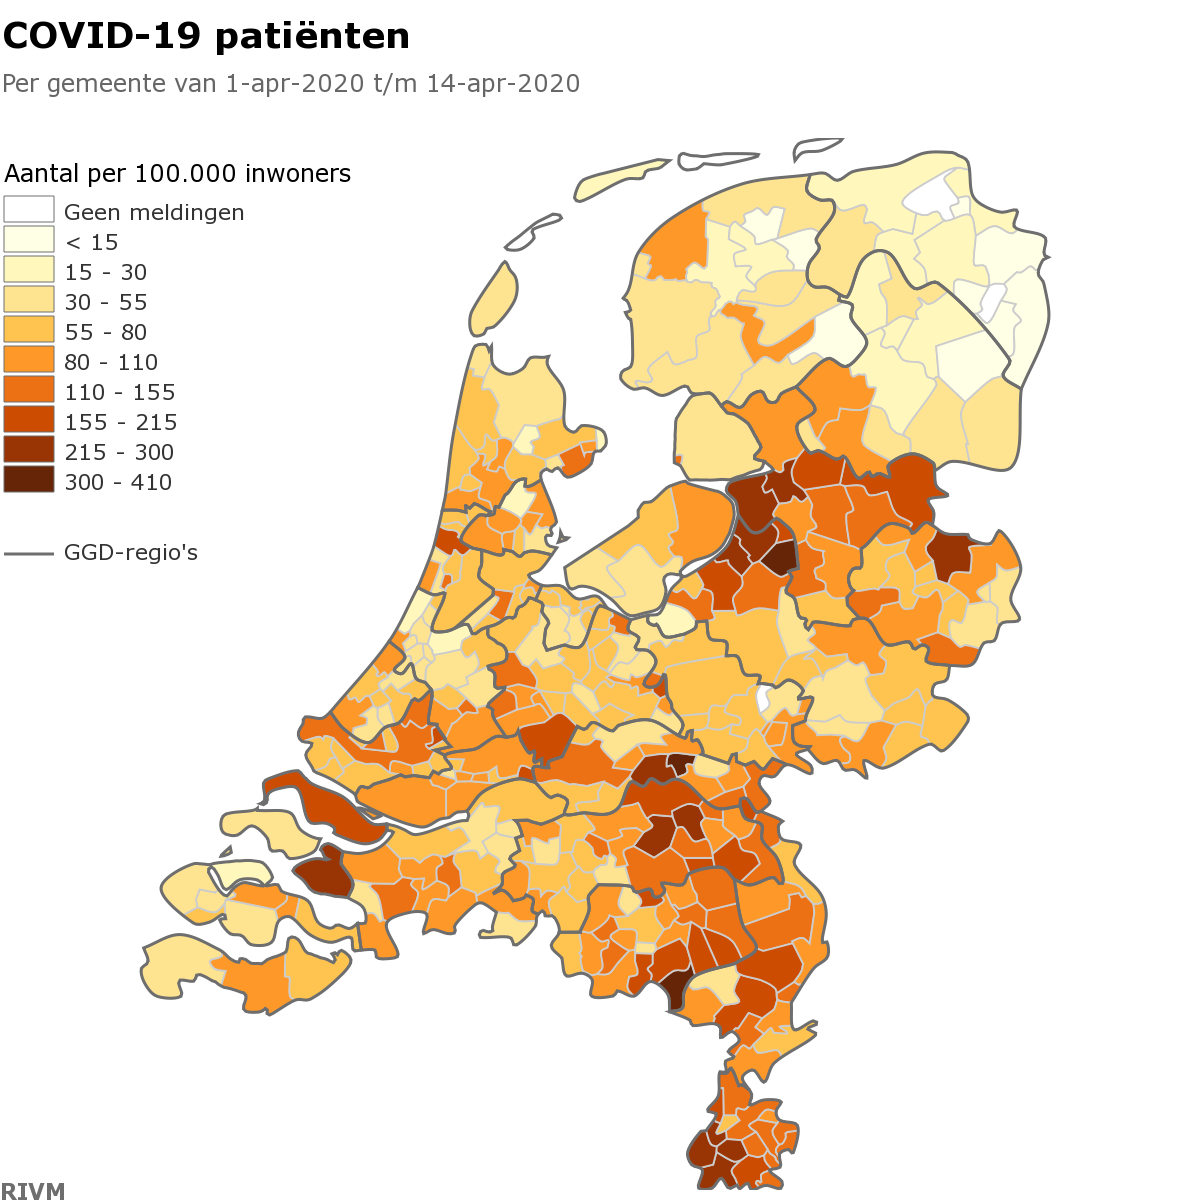 COVID-19 patiënten
Per gemeente van 1-apr-2020 t/m 14-apr-2020
Aantal per 100.000 inwoners
Geen meldingen
< 15
15 - 30
30 - 55
55 - 80
80 - 110
110 - 155
155 - 215
215 - 300
300 - 410
GGD-regio's
RIVM